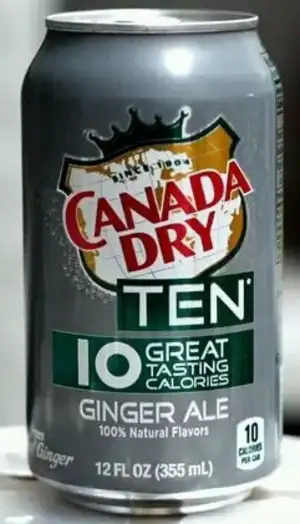 SINCE 1904
CANADA
DRY
TEN
10 GREAT
TASTING
CALORIES
GINGER ALE
100% Natural Flavors
10
CALORIES
PER CAN
Ginger
12 FL OZ (355 mL)